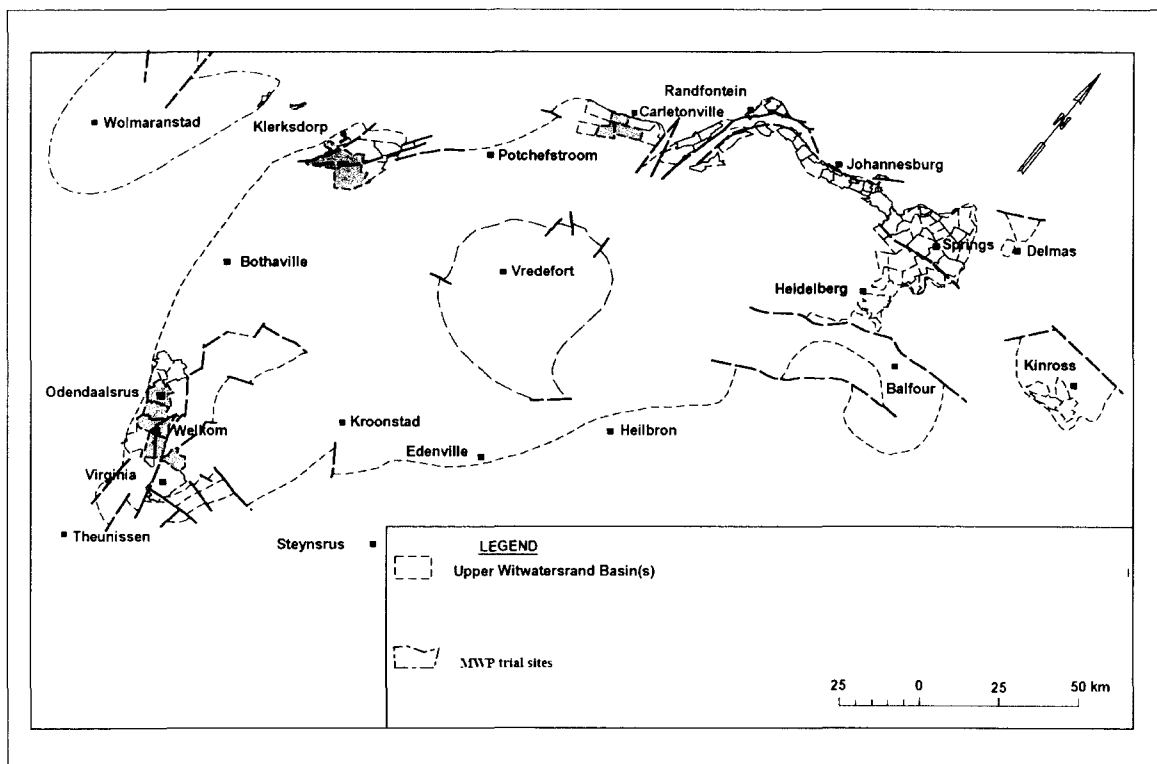 Randfontein
Carletonville
Wolmaranstad
Klerksdorp
Potchefstroom
Johannesburg
Springs
Delmas
Bothaville
Vredefort
Heidelberg
Kinross
Balfour
Odendaalsrus
Welkom
Kroonstad
Heilbron
Edenville
Virginia
Theunissen
Steynsrus
LEGEND
Upper Witwatersrand Basin(s)
MWP trial sites
25 0 25 50 km